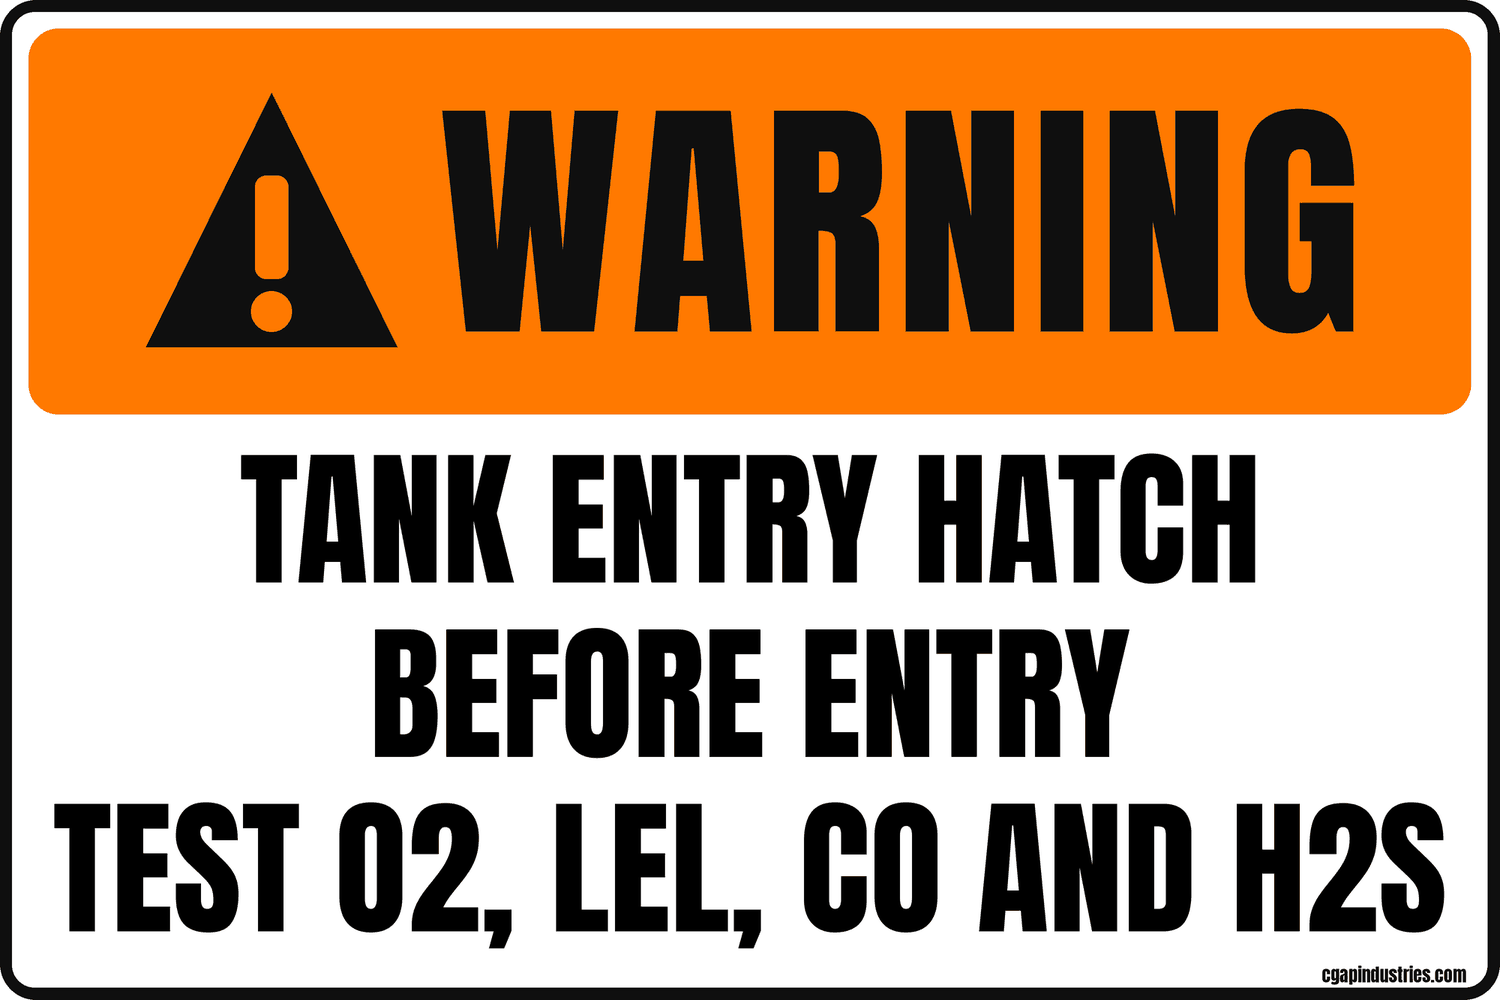 WARNING
TANK ENTRY HATCH
BEFORE ENTRY
TEST O2, LEL, CO AND H2S
cgapindustries.com